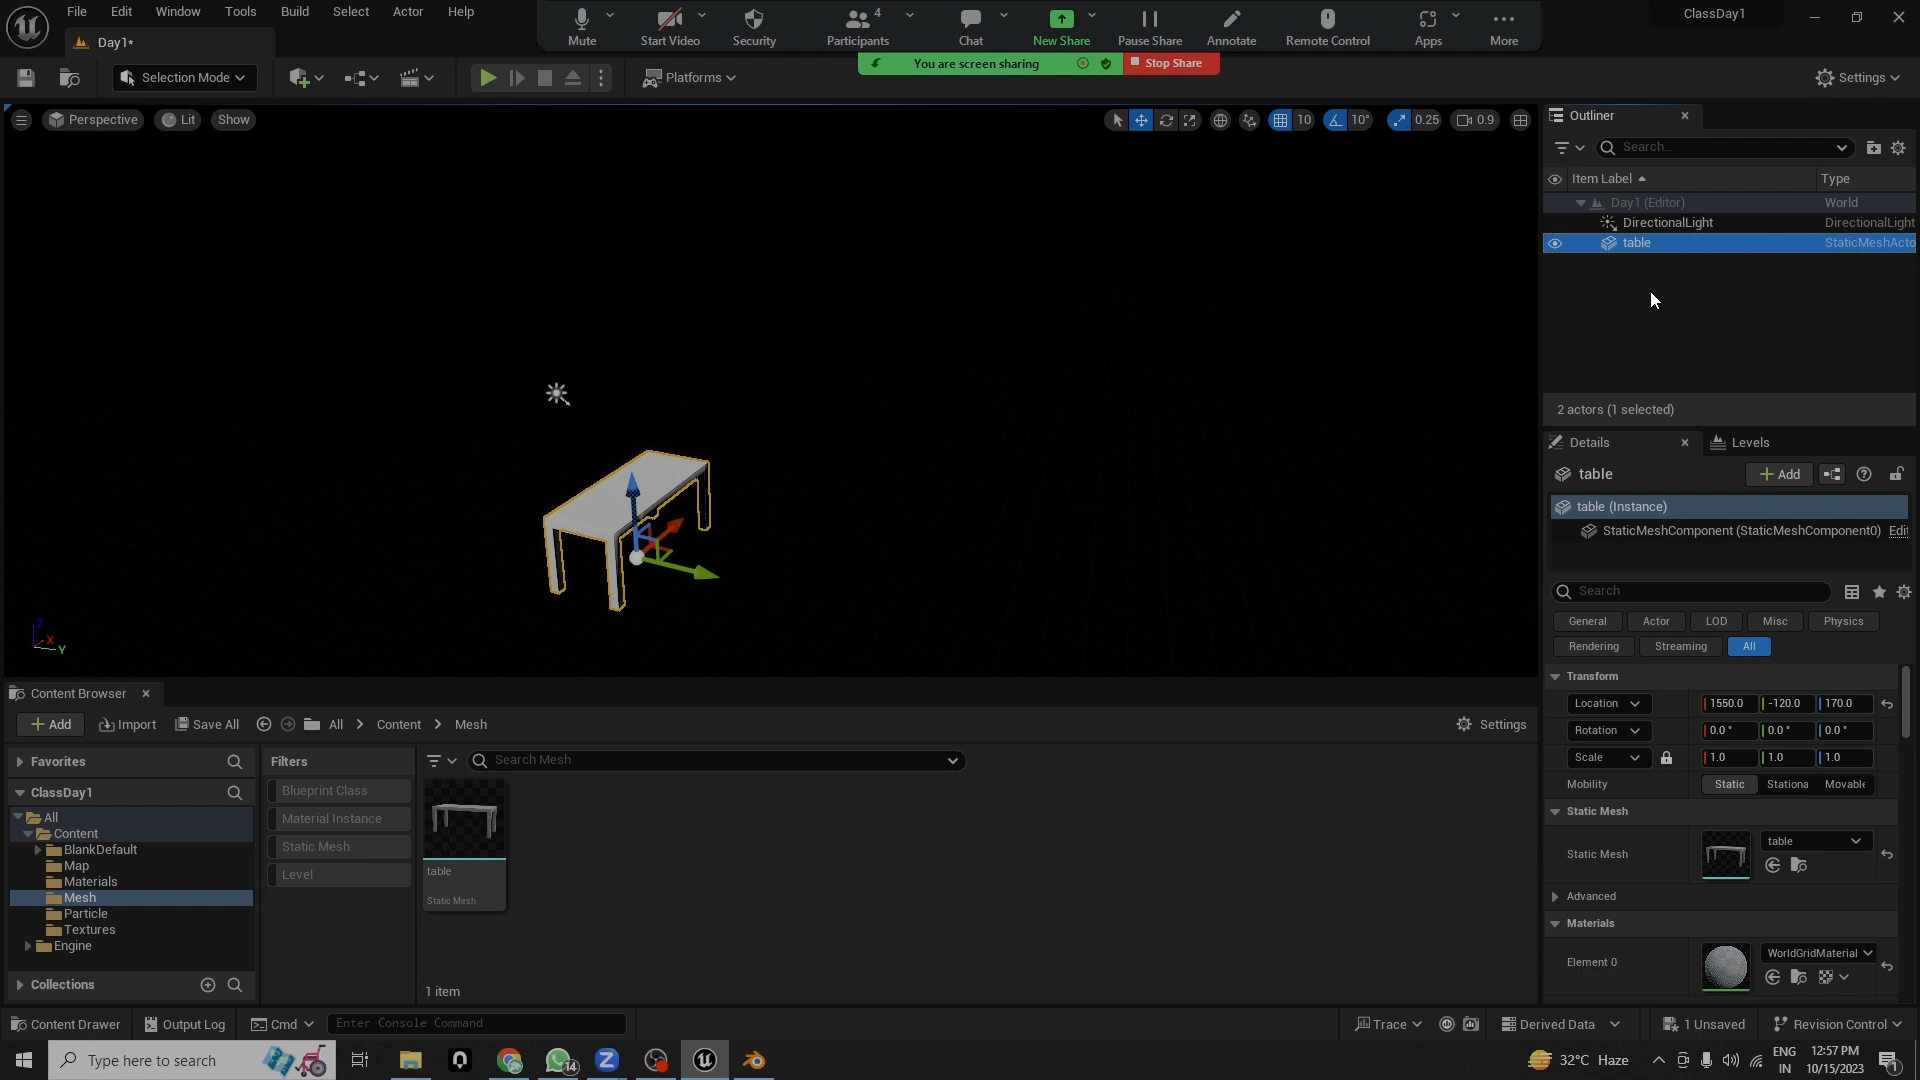 File Edit Window Tools Build Select Actor Help
ClassDay1
Day1*
Mute
Start Video
Security
4
Participants
Chat
New Share
Pause Share
Annotate
Remote Control
Apps
More
You are screen sharing
Stop Share
Selection Mode
Platforms
Settings
Perspective
Lit
Show
10
10°
0.25
0.9
Outliner
Search...
Item Label
Type
Day1 (Editor)
World
DirectionalLight
DirectionalLight
table
StaticMeshActo
2 actors (1 selected)
Details
Levels
table
Add
table (Instance)
StaticMeshComponent (StaticMeshComponent0)
Edi
Search
General
Actor
LOD
Misc
Physics
Rendering
Streaming
All
Transform
Location
1550.0
-120.0
170.0
Rotation
0.0 °
0.0 °
0.0 °
Scale
1.0
1.0
1.0
Mobility
Static
Stationa
Movable
Static Mesh
Static Mesh
table
Advanced
Materials
Element 0
WorldGridMaterial
Z
X
Y
Content Browser
Add
Import
Save All
All
Content
Mesh
Settings
Favorites
ClassDay1
All
Content
BlankDefault
Map
Materials
Mesh
Particle
Textures
Engine
Collections
Filters
Blueprint Class
Material Instance
Static Mesh
Level
Search Mesh
table
Static Mesh
1 item
Content Drawer
Output Log
Cmd
Enter Console Command
Trace
Derived Data
1 Unsaved
Revision Control
Type here to search
14
32°C Haze
ENG
IN
12:57 PM
10/15/2023
1